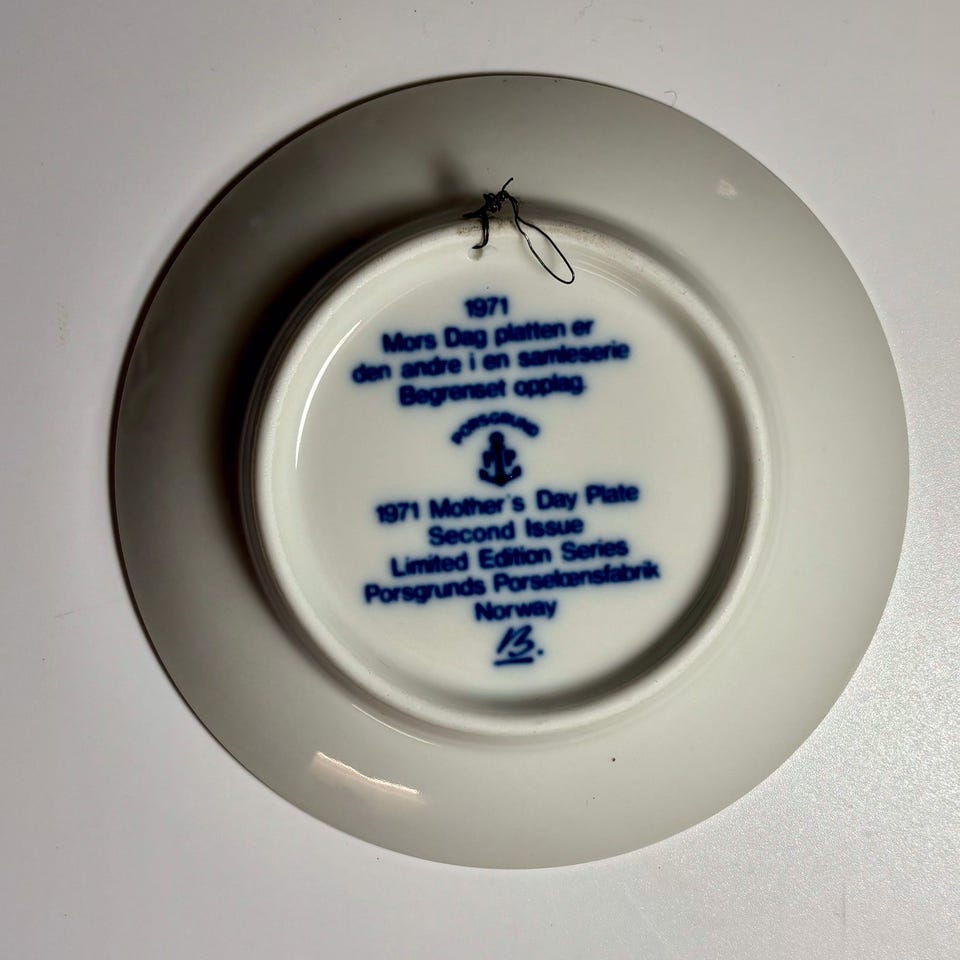 1971
Mors Dag platten er
den andre i en samleserie
Begrenset opplag.
PORSGRUND
P P
1971 Mother's Day Plate
Second Issue
Limited Edition Series
Porsgrunds Porselænsfabrik
Norway
B.